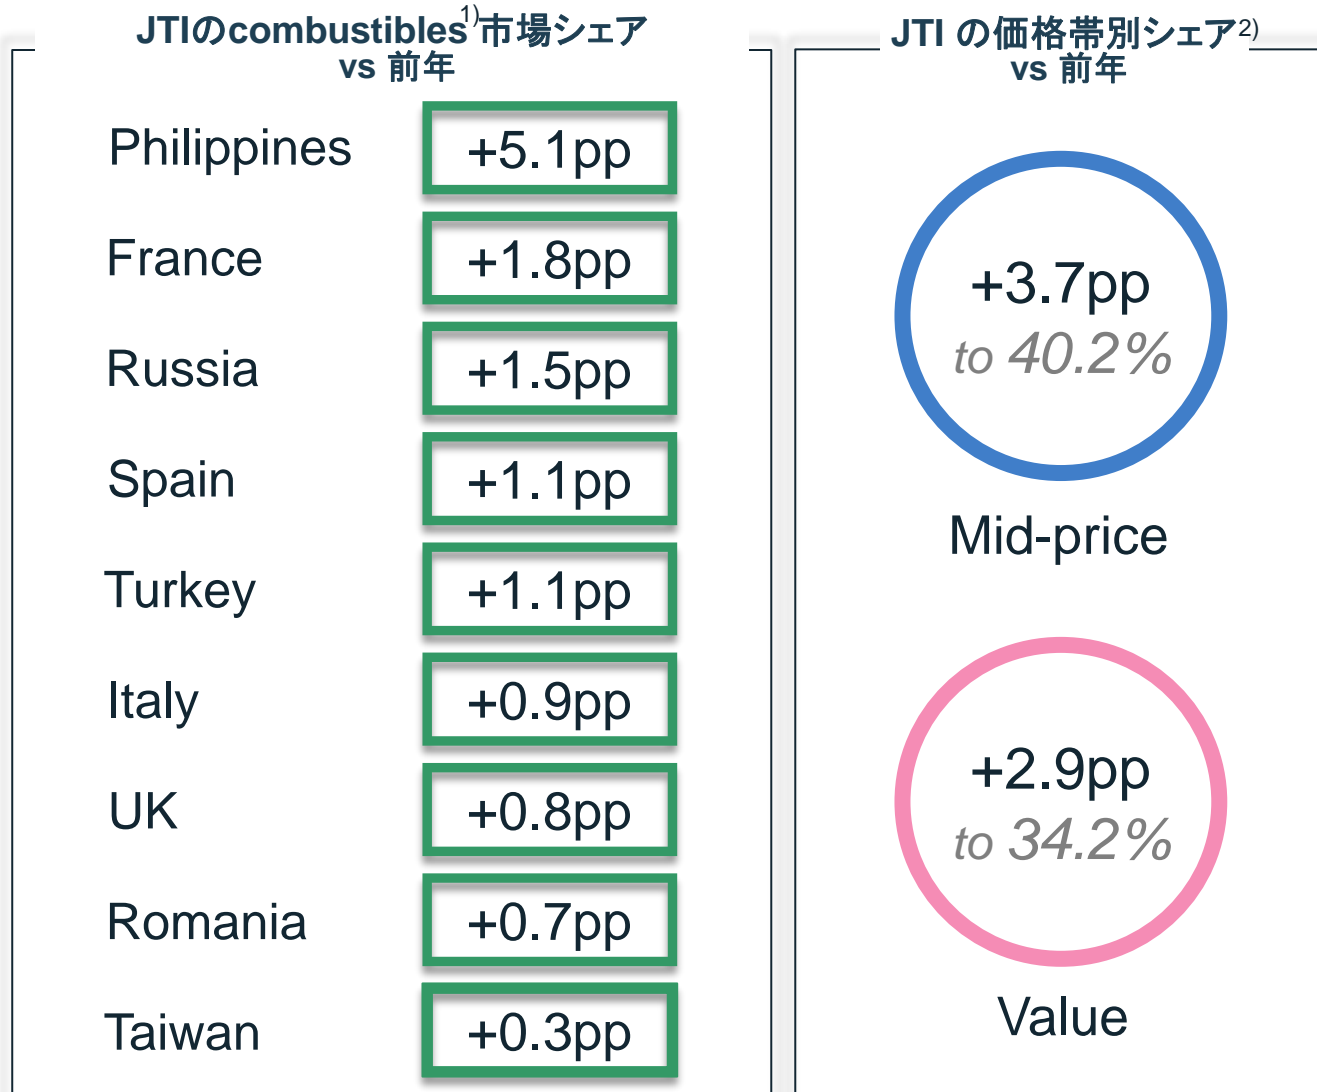 JTIのcombustibles1)市場シェア
vs 前年
Philippines +5.1pp
France +1.8pp
Russia +1.5pp
Spain +1.1pp
Turkey +1.1pp
Italy +0.9pp
UK +0.8pp
Romania +0.7pp
Taiwan +0.3pp
JTI の価格帯別シェア2)
vs 前年
+3.7pp
to 40.2%
Mid-price
+2.9pp
to 34.2%
Value